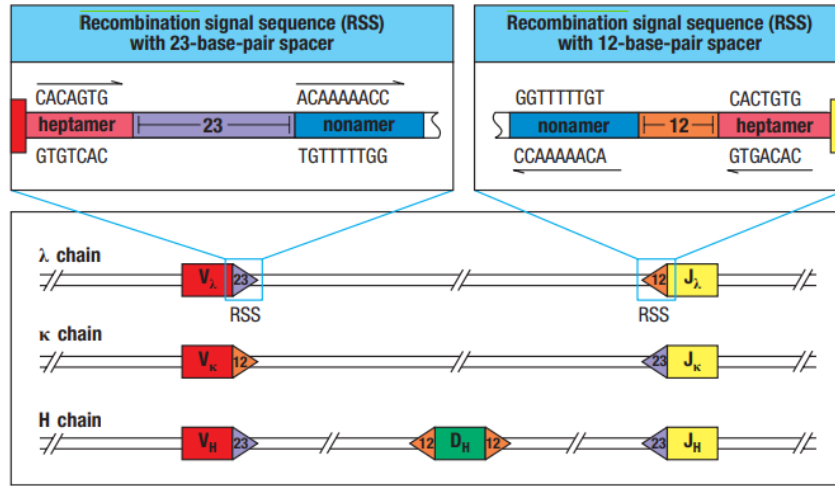 Recombination signal sequence (RSS)
with 23-base-pair spacer
CACAGTG
ACAAAAACC
heptamer
23
nonamer
GTGTCAC
TGTTTTTGG
Recombination signal sequence (RSS)
with 12-base-pair spacer
GGTTTTTGT
CACTGTG
nonamer
12
heptamer
CCAAAAACA
GTGACAC
λ chain
Vλ 23
12 Jλ
RSS
RSS
κ chain
Vκ 12
23 Jκ
H chain
VH 23
12 DH 12
23 JH